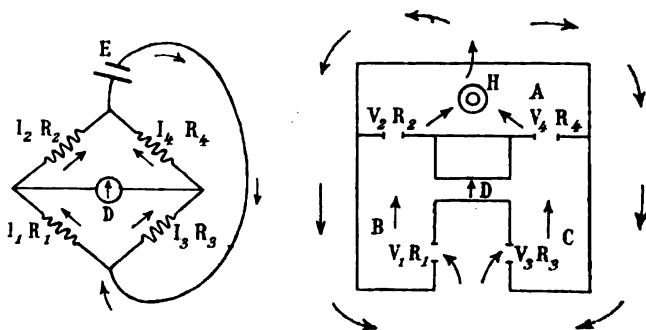 E
I₂ R₂
I₄ R₄
D
I₁ R₁
I₃ R₃
H
A
V₂ R₂
V₄ R₄
D
B
C
V₁ R₁
V₃ R₃